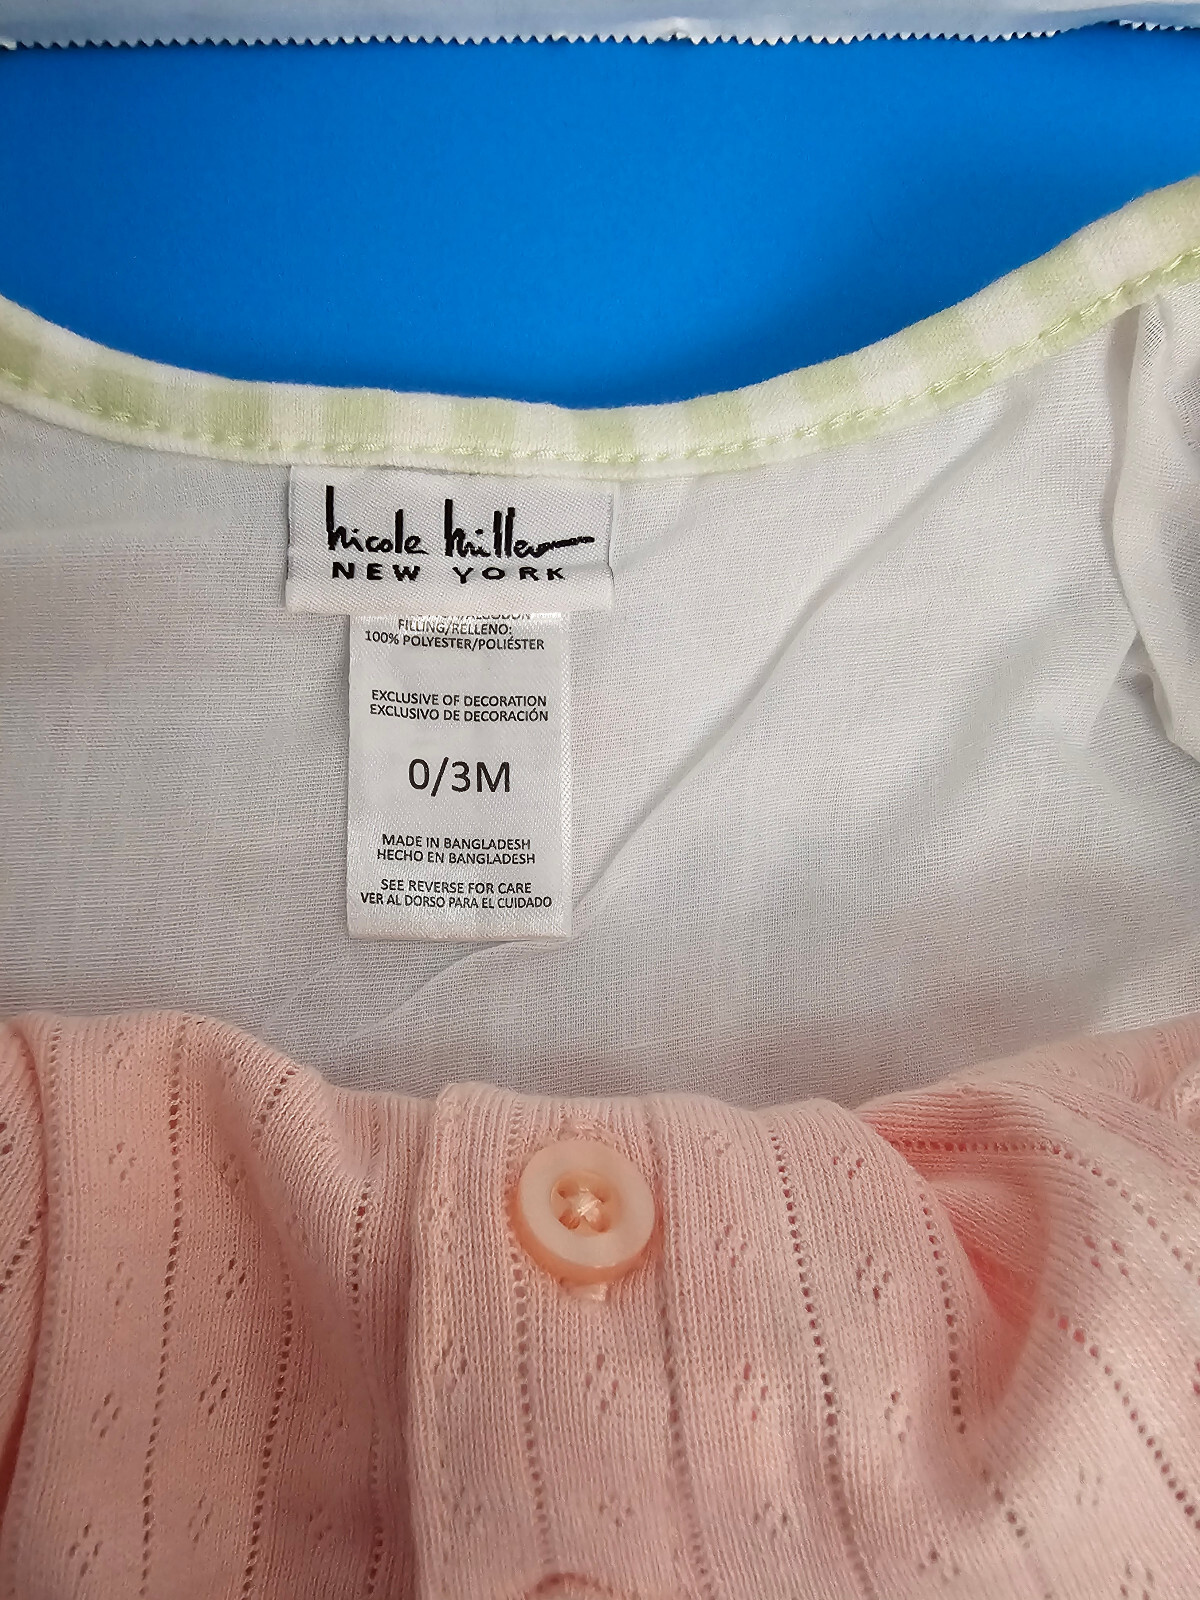 nicole miller
NEW YORK
FILLING/RELLENO:
100% POLYESTER/POLIÉSTER
EXCLUSIVE OF DECORATION
EXCLUSIVO DE DECORACIÓN
0/3M
MADE IN BANGLADESH
HECHO EN BANGLADESH
SEE REVERSE FOR CARE
VER AL DORSO PARA EL CUIDADO